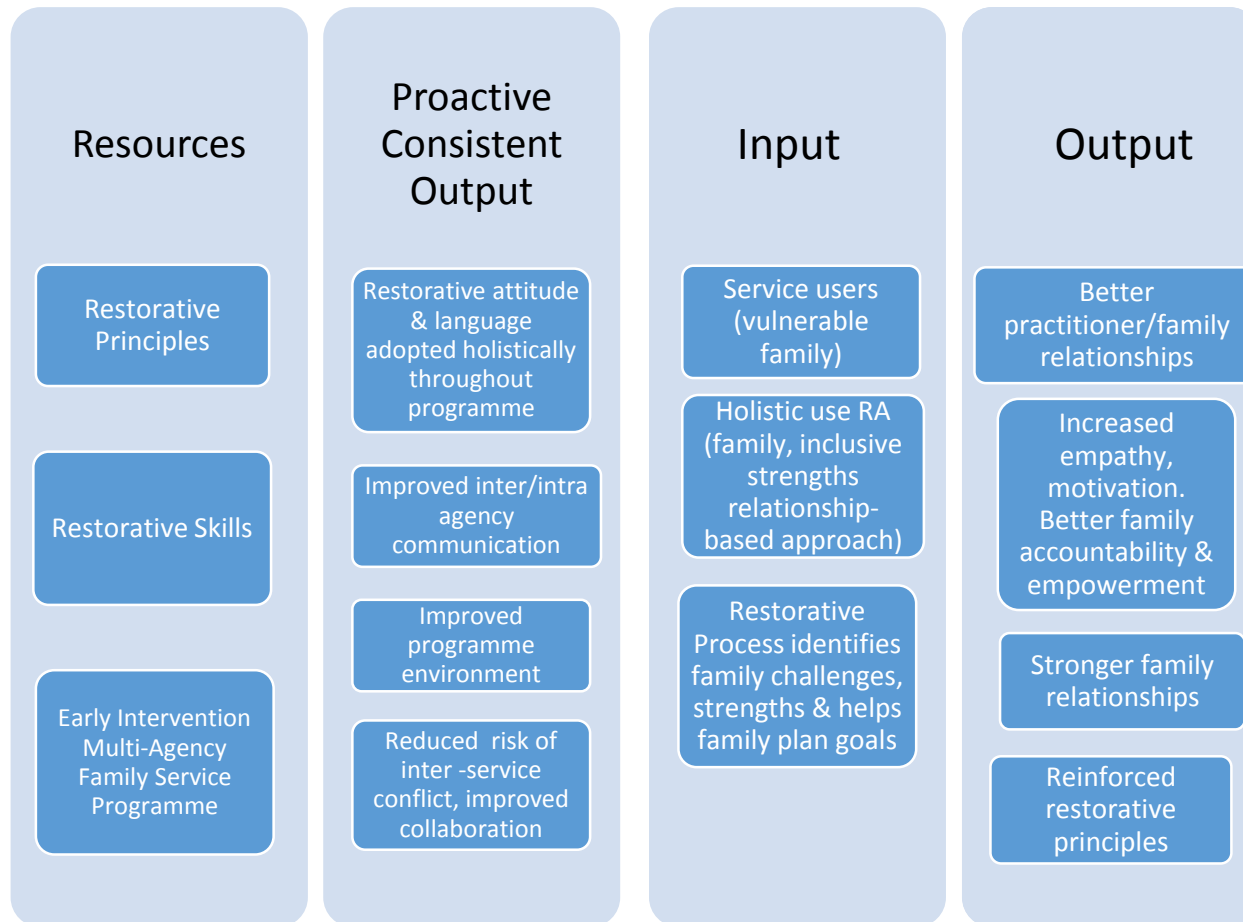 Resources
Restorative
Principles
Restorative Skills
Early Intervention
Multi-Agency
Family Service
Programme
Proactive
Consistent
Output
Restorative attitude
& language
adopted holistically
throughout
programme
Improved inter/intra
agency
communication
Improved
programme
environment
Reduced risk of
inter -service
conflict, improved
collaboration
Input
Service users
(vulnerable
family)
Holistic use RA
(family, inclusive
strengths
relationship-
based approach)
Restorative
Process identifies
family challenges,
strengths & helps
family plan goals
Output
Better
practitioner/family
relationships
Increased
empathy,
motivation.
Better family
accountability &
empowerment
Stronger family
relationships
Reinforced
restorative
principles